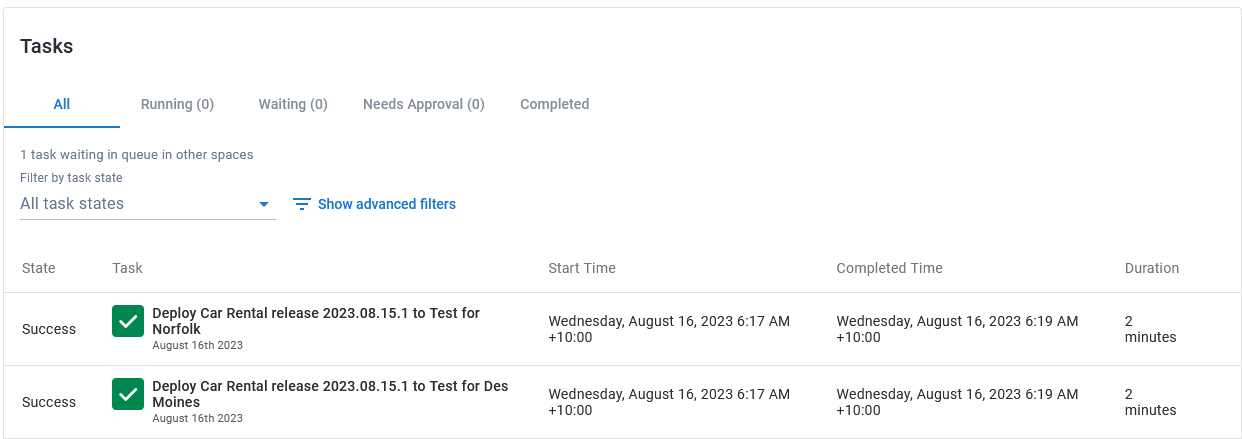 Tasks
All Running (0) Waiting (0) Needs Approval (0) Completed
1 task waiting in queue in other spaces
Filter by task state
All task states Show advanced filters
State Task Start Time Completed Time Duration
Success
Deploy Car Rental release 2023.08.15.1 to Test for
Norfolk
August 16th 2023
Wednesday, August 16, 2023 6:17 AM
+10:00
Wednesday, August 16, 2023 6:19 AM
+10:00
2
minutes
Success
Deploy Car Rental release 2023.08.15.1 to Test for Des
Moines
August 16th 2023
Wednesday, August 16, 2023 6:17 AM
+10:00
Wednesday, August 16, 2023 6:19 AM
+10:00
2
minutes